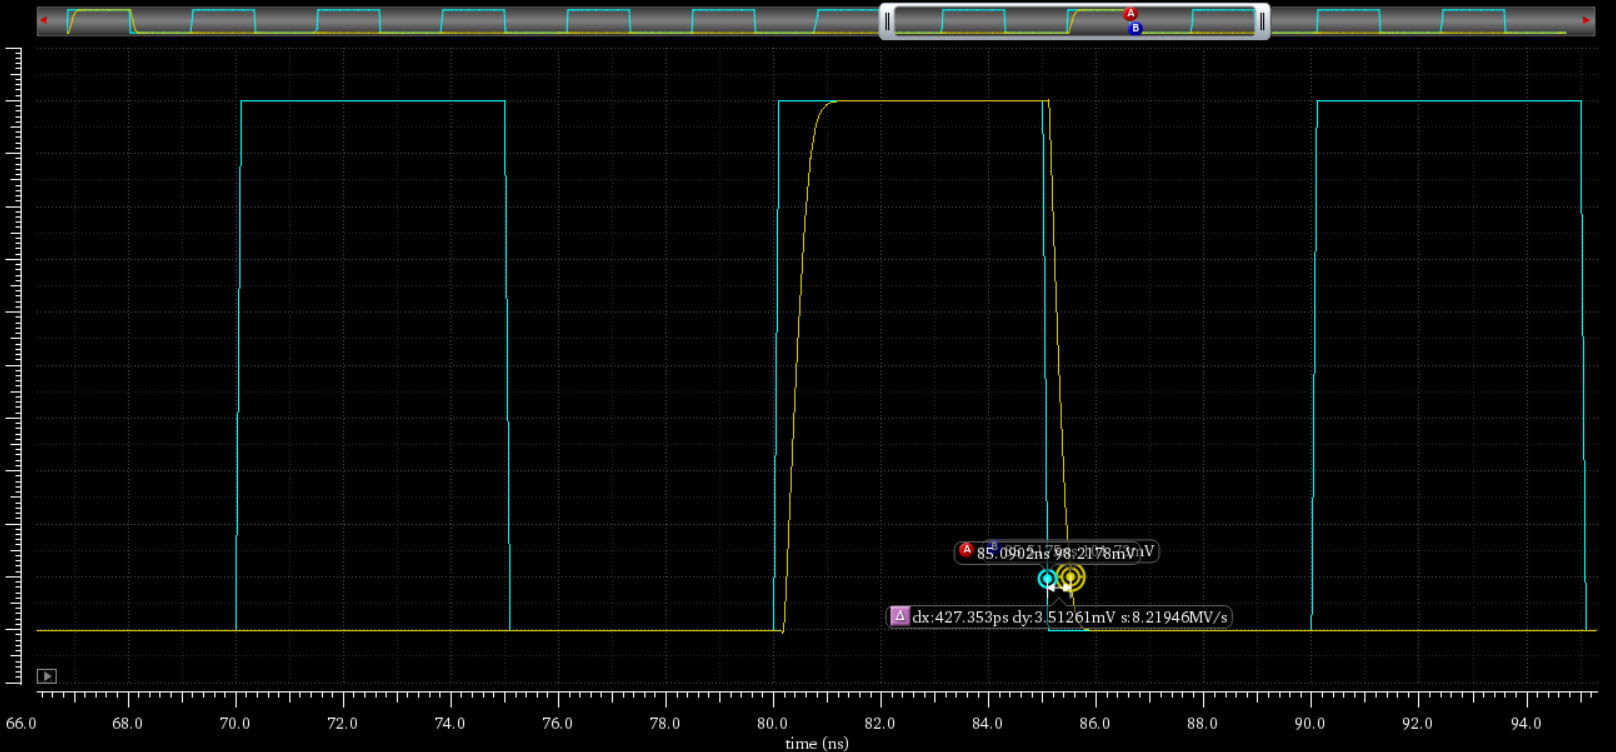 A
B
A 85.0902ns 98.2178mV
Δ dx:427.353ps dy:3.51261mV s:8.21946MV/s
66.0 68.0 70.0 72.0 74.0 76.0 78.0 80.0 82.0 84.0 86.0 88.0 90.0 92.0 94.0
time (ns)